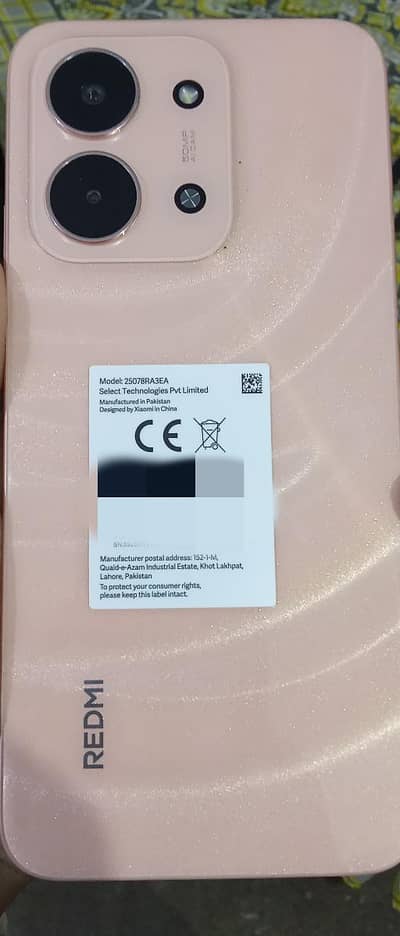 50MP
AI CAM
Model: 25078RA3EA
Select Technologies Pvt Limited
Manufactured in Pakistan
Designed by Xiaomi in China
CE
Manufacturer postal address: 152-1-M,
Quaid-e-Azam Industrial Estate, Khot Lakhpat,
Lahore, Pakistan
To protect your consumer rights,
please keep this label intact.
REDMI